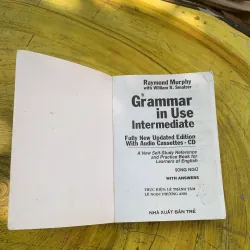 Raymond Murphy
with William R. Smalzer
Grammar
in Use
Intermediate
Fully New Updated Edition
With Audio Cassettes - CD
A New Self-Study Reference
and Practice Book for
Learners of English
SONG NGỮ
WITH ANSWERS
NHÀ XUẤT BẢN TRẺ